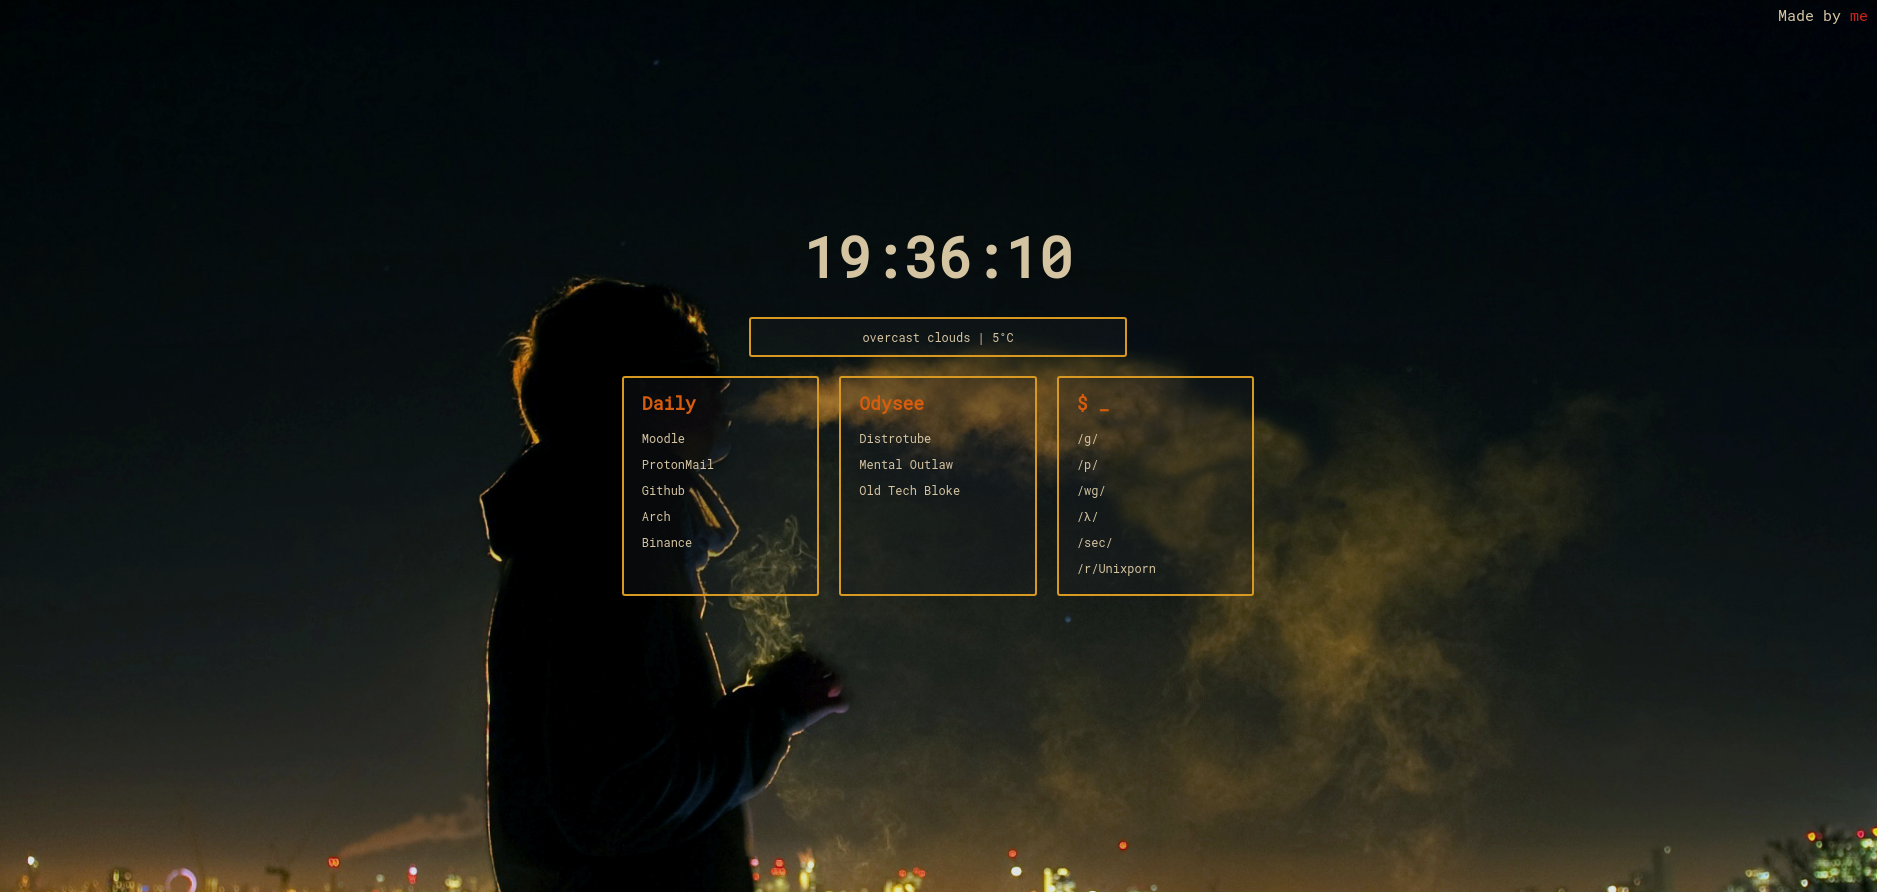 Made by me
19:36:10
overcast clouds | 5°C
Daily
Moodle
ProtonMail
Github
Arch
Binance
Odysee
Distrotube
Mental Outlaw
Old Tech Bloke
$ _
/g/
/p/
/wg/
/λ/
/sec/
/r/Unixporn